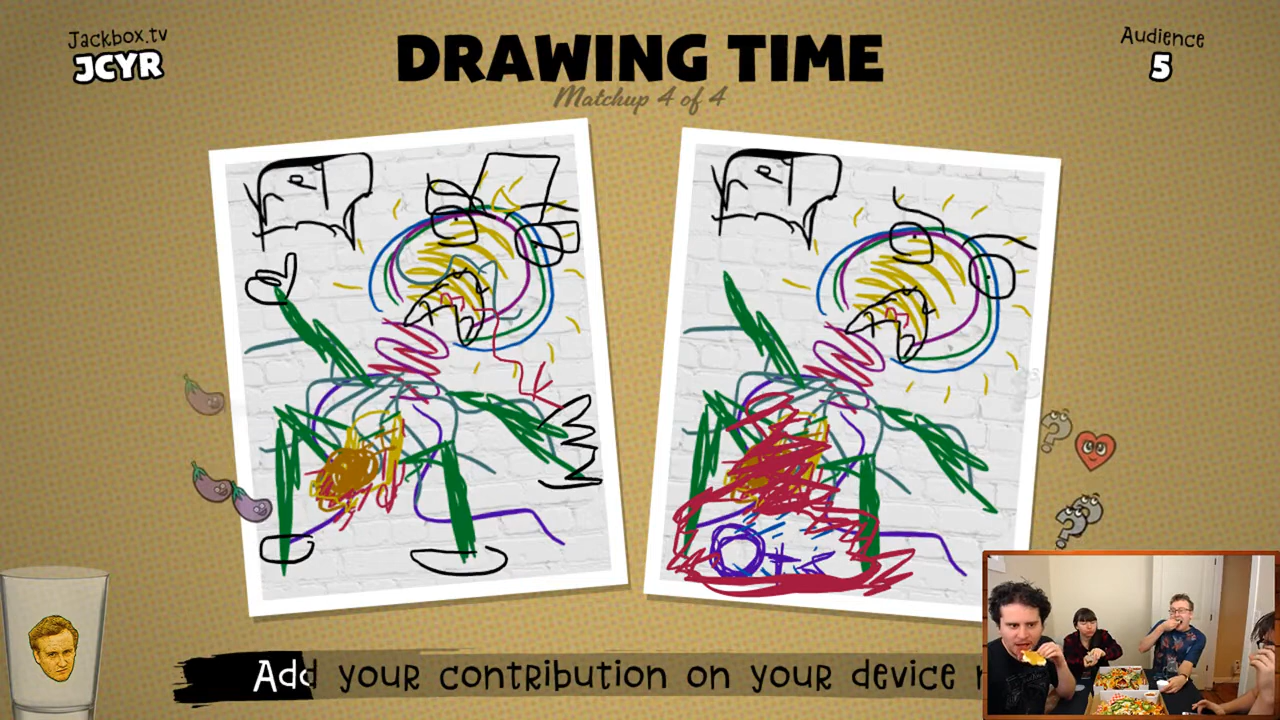 Jackbox.tv
JCYR
DRAWING TIME
Matchup 4 of 4
Audience
5
Add your contribution on your device